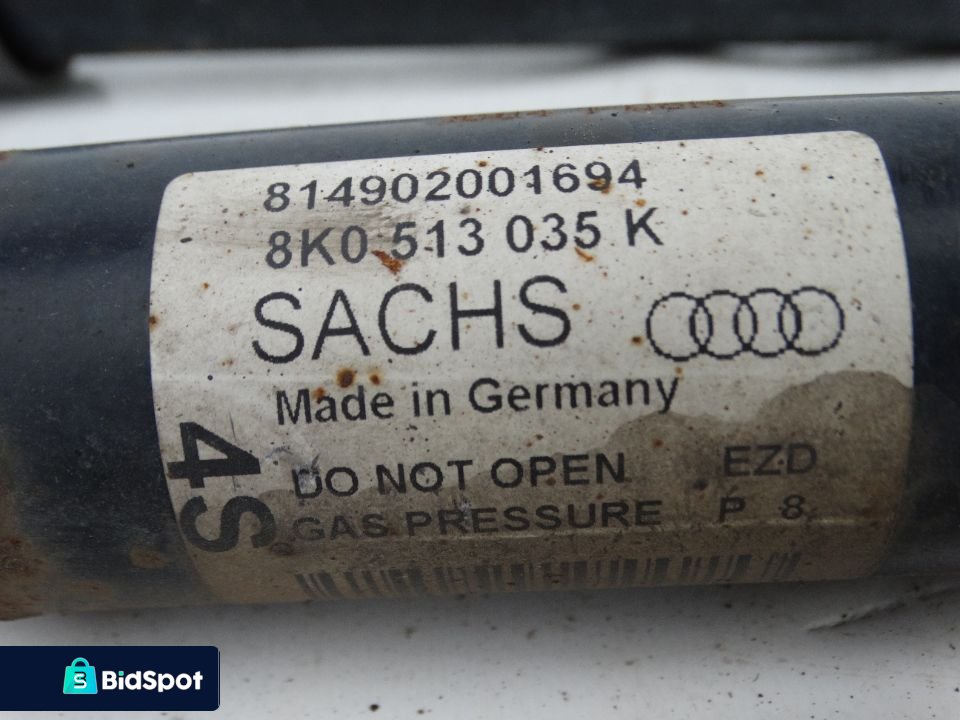 814902001694
8K0 513 035 K
SACHS
Made in Germany
4S
DO NOT OPEN EZD
GAS PRESSURE P 8
BidSpot